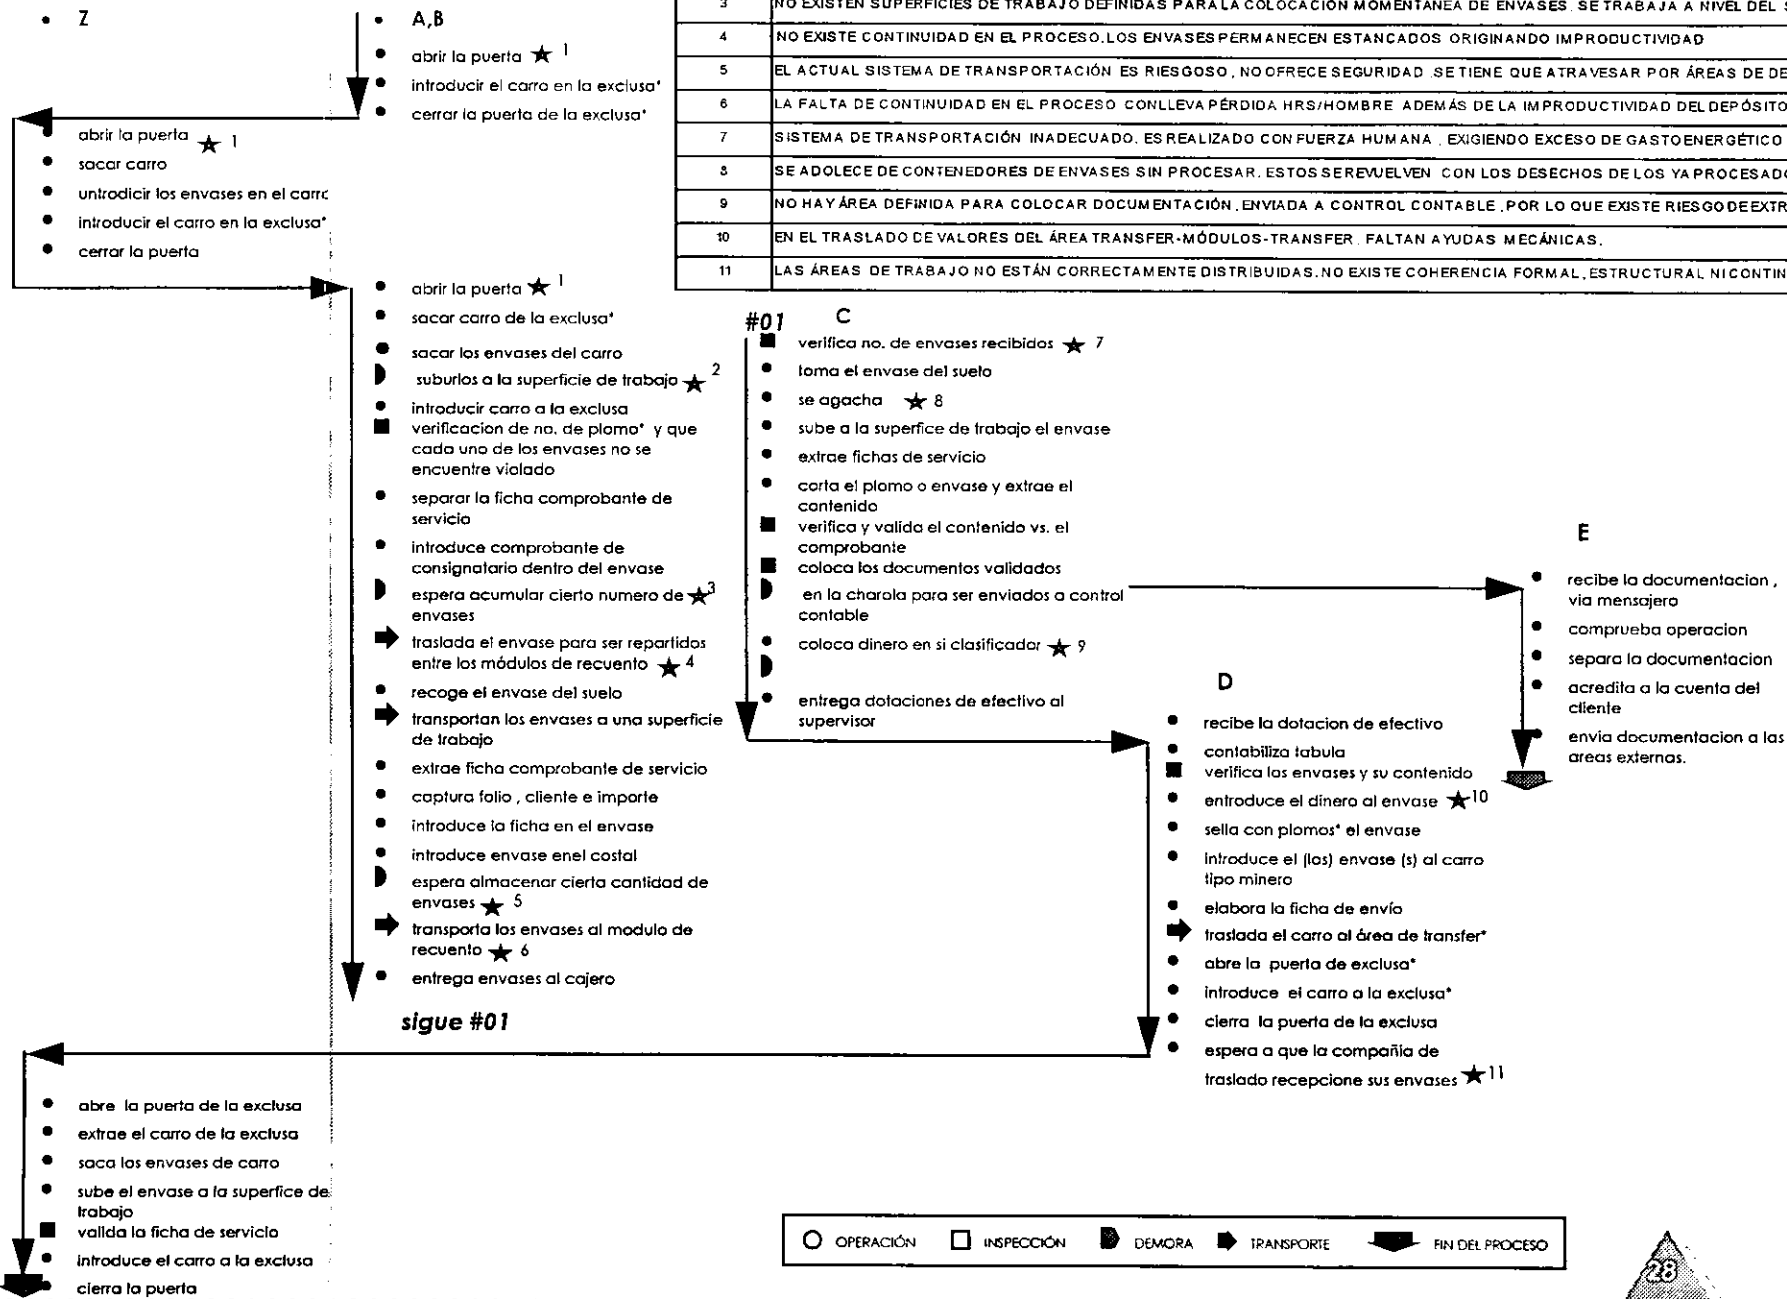 • Z
• A,B
• abrir la puerta ★ 1
• introducir el carro en la exclusa*
• cerrar la puerta de la exclusa*
3 NO EXISTEN SUPERFICIES DE TRABAJO DEFINIDAS PARA LA COLOCACIÓN MOMENTANEA DE ENVASES. SE TRABAJA A NIVEL DEL
4 NO EXISTE CONTINUIDAD EN EL PROCESO. LOS ENVASES PERMANECEN ESTANCADOS ORIGINANDO IMPRODUCTIVIDAD
5 EL ACTUAL SISTEMA DE TRANSPORTACIÓN ES RIESGOSO, NO OFRECE SEGURIDAD. SE TIENE QUE ATRAVESAR POR ÁREAS DE DE
6 LA FALTA DE CONTINUIDAD EN EL PROCESO CONLLEVA PÉRDIDA HRS/HOMBRE ADEMÁS DE LA IMPRODUCTIVIDAD DEL DEPÓSITO
7 SISTEMA DE TRANSPORTACIÓN INADECUADO. ES REALIZADO CON FUERZA HUMANA, EXIGIENDO EXCESO DE GASTO ENERGÉTICO
8 SE ADOLECE DE CONTENEDORES DE ENVASES SIN PROCESAR. ESTOS SE REVUELVEN CON LOS DESECHOS DE LOS YA PROCESADO
9 NO HAY ÁREA DEFINIDA PARA COLOCAR DOCUMENTACIÓN, ENVIADA A CONTROL CONTABLE, POR LO QUE EXISTE RIESGO DE EXTR
10 EN EL TRASLADO DE VALORES DEL ÁREA TRANSFER-MÓDULOS-TRANSFER FALTAN AYUDAS MECÁNICAS.
11 LAS ÁREAS DE TRABAJO NO ESTÁN CORRECTAMENTE DISTRIBUIDAS. NO EXISTE COHERENCIA FORMAL, ESTRUCTURAL NI CONTIN
• abrir la puerta ★ 1
• sacar carro
• untrodicir los envases en el carro
• introducir el carro en la exclusa*
• cerrar la puerta
• abrir la puerta ★ 1
• sacar carro de la exclusa*
• sacar los envases del carro
suburlos a la superficie de trabajo ★ 2
• introducir carro a la exclusa
verificacion de no. de plomo* y que
cada uno de los envases no se
encuentre violado
• separar la ficha comprobante de
servicio
• introduce comprobante de
consignatario dentro del envase
espera acumular cierto numero de ★ 3
envases
traslada el envase para ser repartidos
entre los módulos de recuento ★ 4
• recoge el envase del suelo
transportan los envases a una superficie
de trabajo
• extrae ficha comprobante de servicio
• captura folio , cliente e importe
• introduce la ficha en el envase
• introduce envase enel costal
espera almacenar cierta cantidad de
envases ★ 5
transporta los envases al modulo de
recuento ★ 6
• entrega envases al cajero
sigue #01
#01 C
verifica no. de envases recibidos ★ 7
• toma el envase del suelo
• se agacha ★ 8
• sube a la superfice de trabajo el envase
• extrae fichas de servicio
• corta el plomo o envase y extrae el
contenido
verifica y valida el contenido vs. el
comprobante
coloca los documentos validados
en la charola para ser enviados a control
contable
• coloca dinero en si clasificador ★ 9
• entrega dotaciones de efectivo al
supervisor
D
• recibe la dotacion de efectivo
• contabiliza tabula
verifica los envases y su contenido
• entroduce el dinero al envase ★ 10
• sella con plomos* el envase
• introduce el (los) envase (s) al carro
tipo minero
• elabora la ficha de envío
traslada el carro al área de transfer*
• abre la puerta de exclusa*
• introduce el carro a la exclusa*
• cierra la puerta de la exclusa
• espera a que la compañia de
traslado recepcione sus envases ★ 11
E
• recibe la documentacion ,
via mensajero
• comprueba operacion
• separa la documentacion
• acredita a la cuenta del
cliente
• envia documentacion a las
areas externas.
• abre la puerta de la exclusa
• extrae el carro de la exclusa
• saca los envases de carro
• sube el envase a la superfice de
trabajo
valida la ficha de servicio
• introduce el carro a la exclusa
• cierra la puerta
OPERACIÓN INSPECCIÓN DEMORA TRANSPORTE FIN DEL PROCESO
28